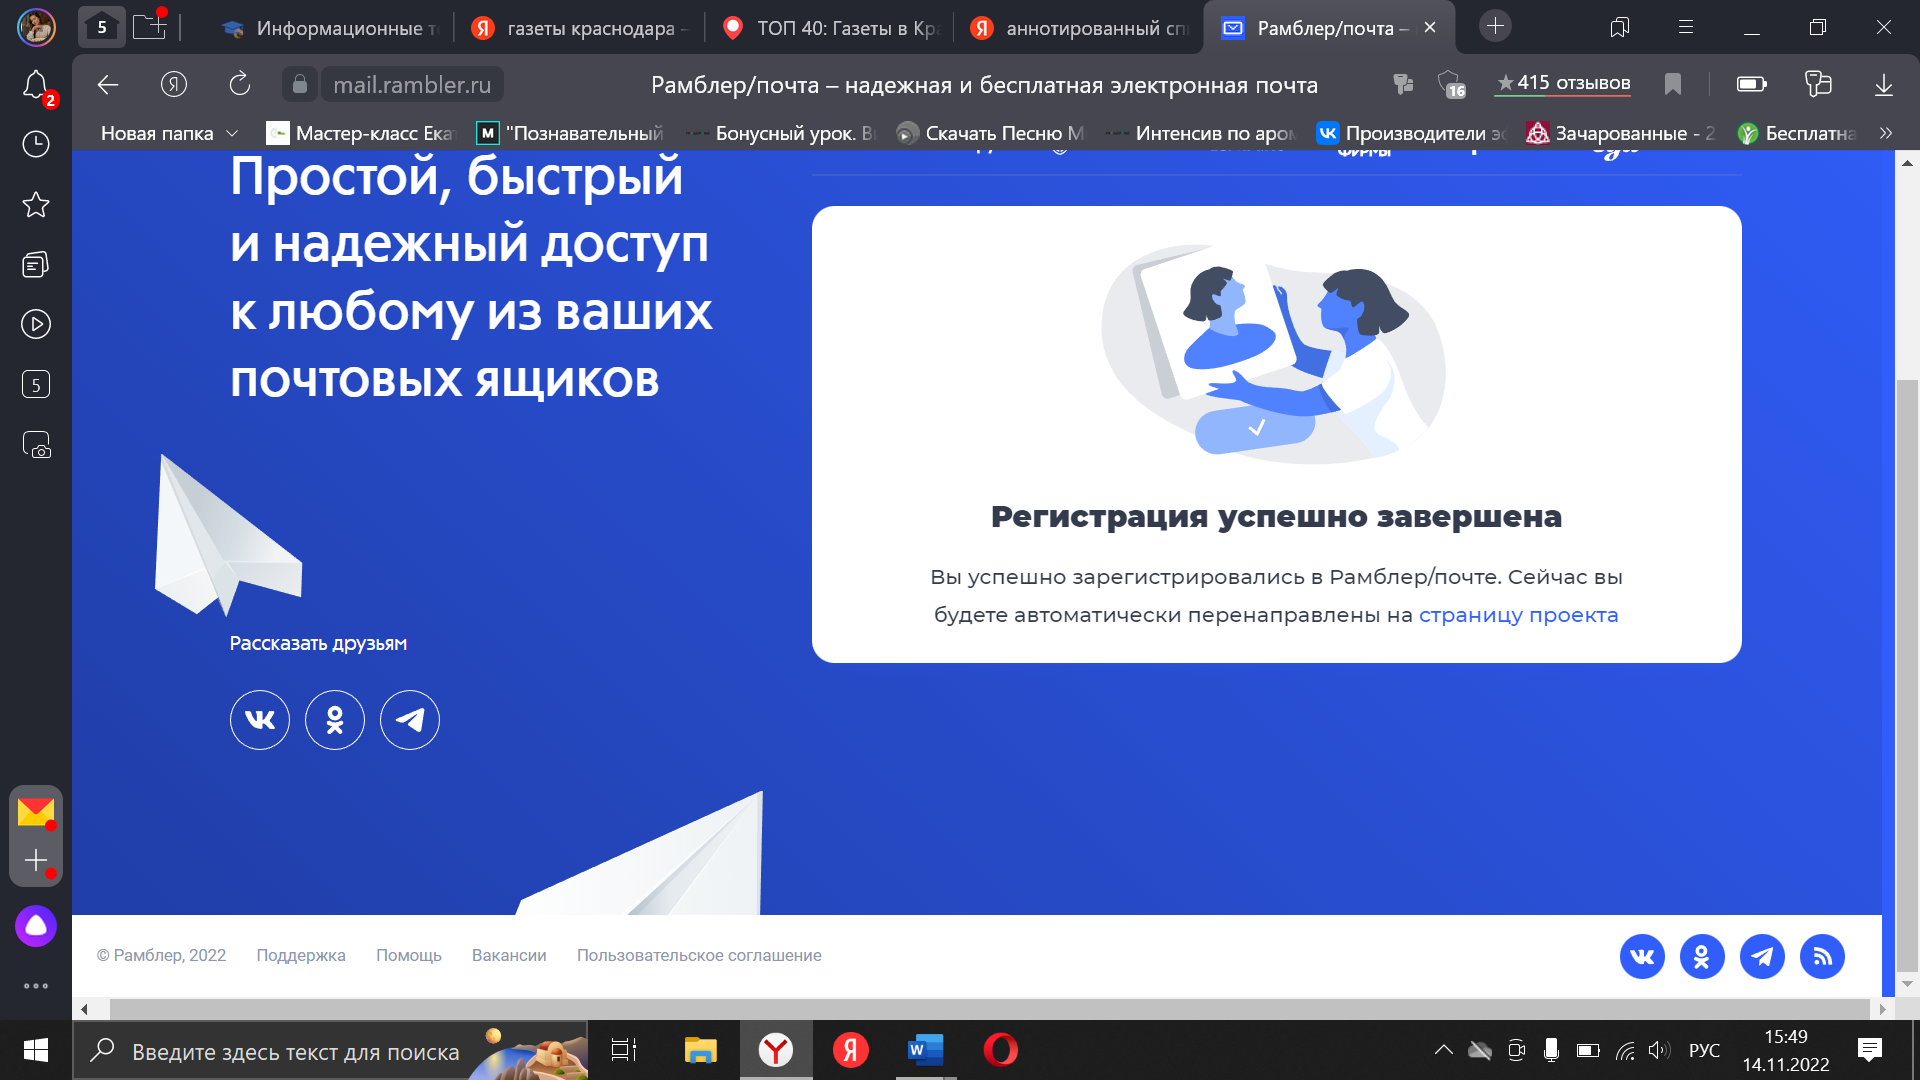 5
Информационные т
газеты краснодара –
ТОП 40: Газеты в Кра
аннотированный спи
Рамблер/почта –
2
Я
mail.rambler.ru
Рамблер/почта – надежная и бесплатная электронная почта
16
415 отзывов
Новая папка
Мастер-класс Ека
"Познавательный
Бонусный урок. В
Скачать Песню М
Интенсив по аром
Производители э
Зачарованные - 2
Бесплатна
Простой, быстрый
и надежный доступ
к любому из ваших
почтовых ящиков
5
Регистрация успешно завершена
Вы успешно зарегистрировались в Рамблер/почте. Сейчас вы
будете автоматически перенаправлены на страницу проекта
Рассказать друзьям
© Рамблер, 2022
Поддержка
Помощь
Вакансии
Пользовательское соглашение
Введите здесь текст для поиска
РУС
15:49
14.11.2022